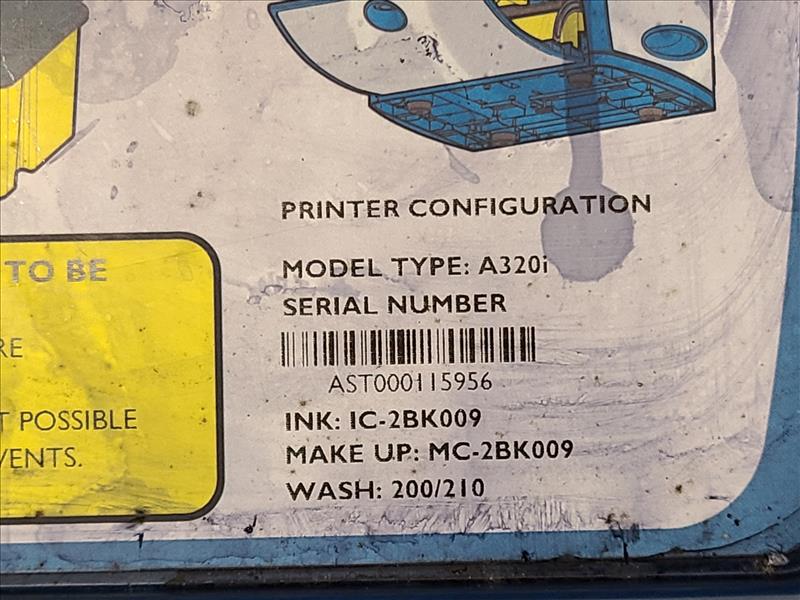 TO BE
RE
POSSIBLE
VENTS.
PRINTER CONFIGURATION
MODEL TYPE: A320i
SERIAL NUMBER
AST000115956
INK: IC-2BK009
MAKE UP: MC-2BK009
WASH: 200/210